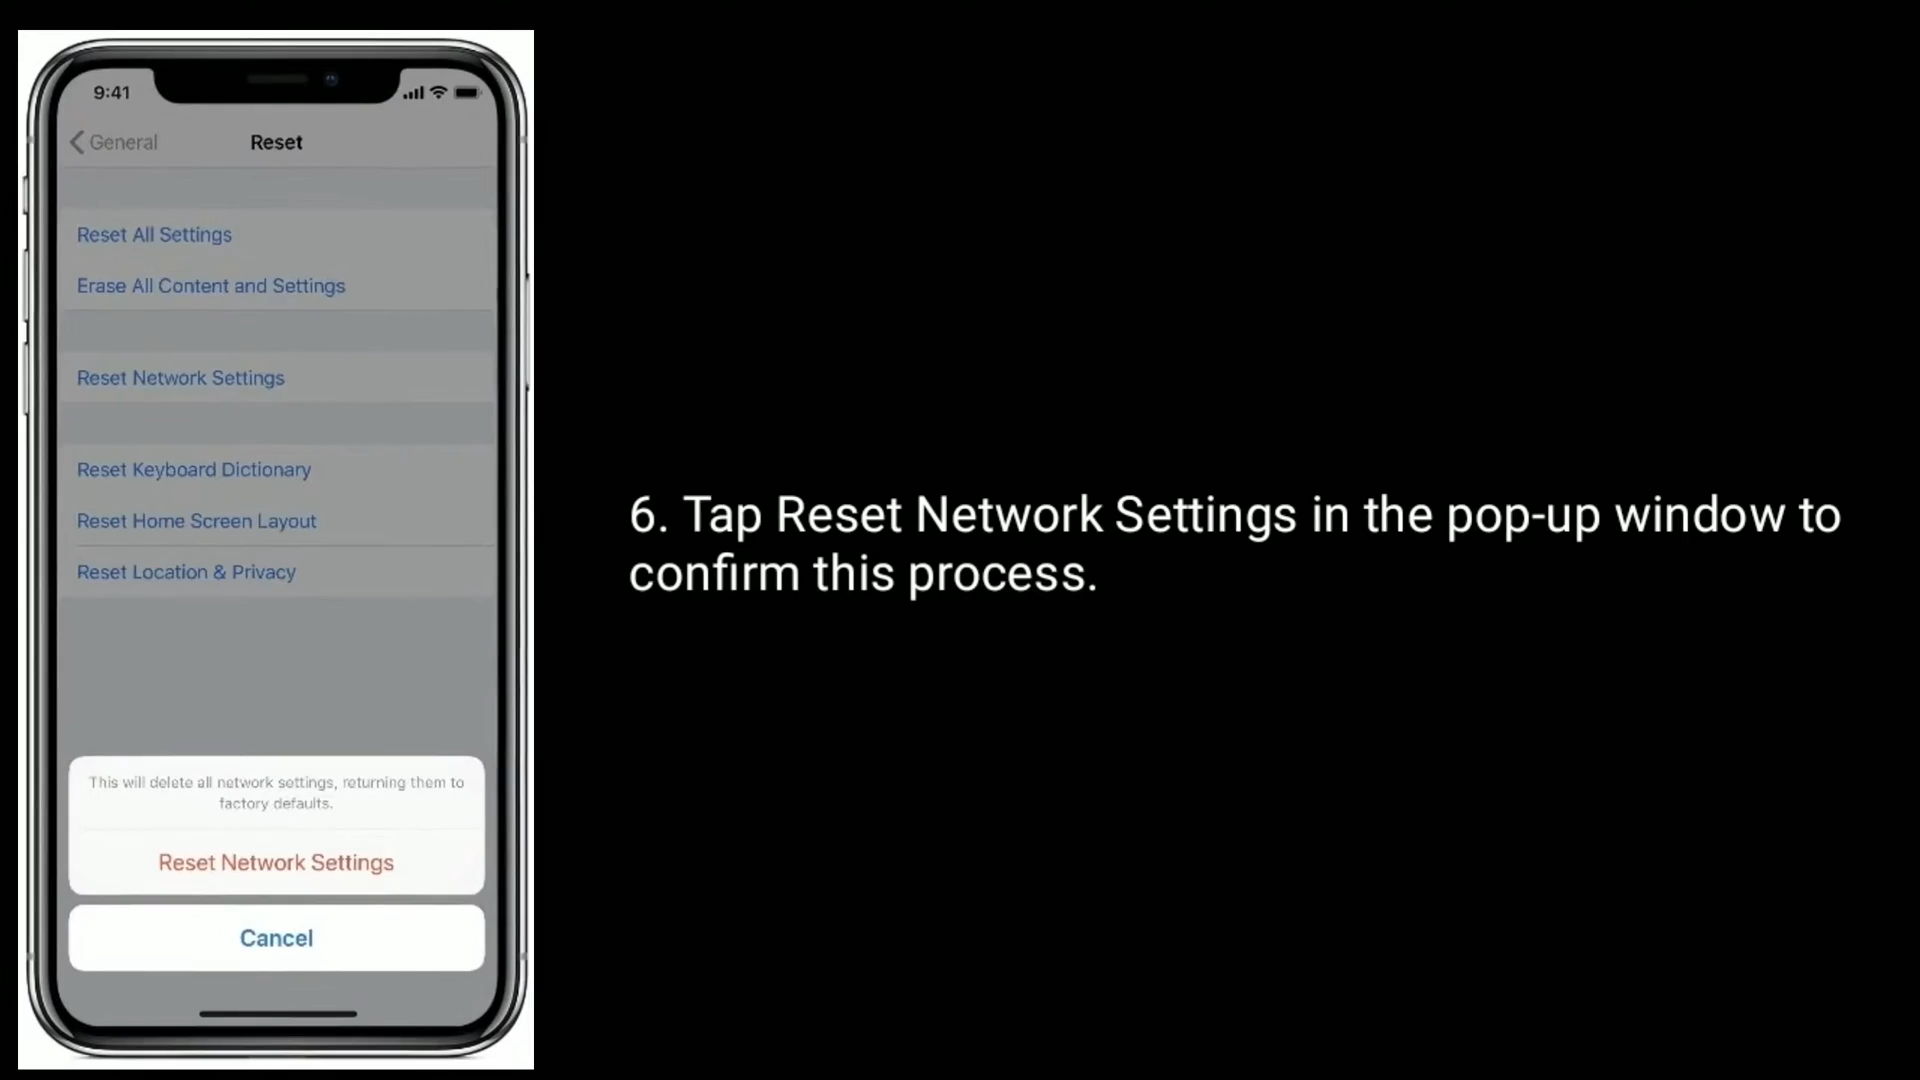 9:41
General
Reset
Reset All Settings
Erase All Content and Settings
Reset Network Settings
Reset Keyboard Dictionary
Reset Home Screen Layout
Reset Location & Privacy
This will delete all network settings, returning them to
factory defaults.
Reset Network Settings
Cancel
6. Tap Reset Network Settings in the pop-up window to
confirm this process.